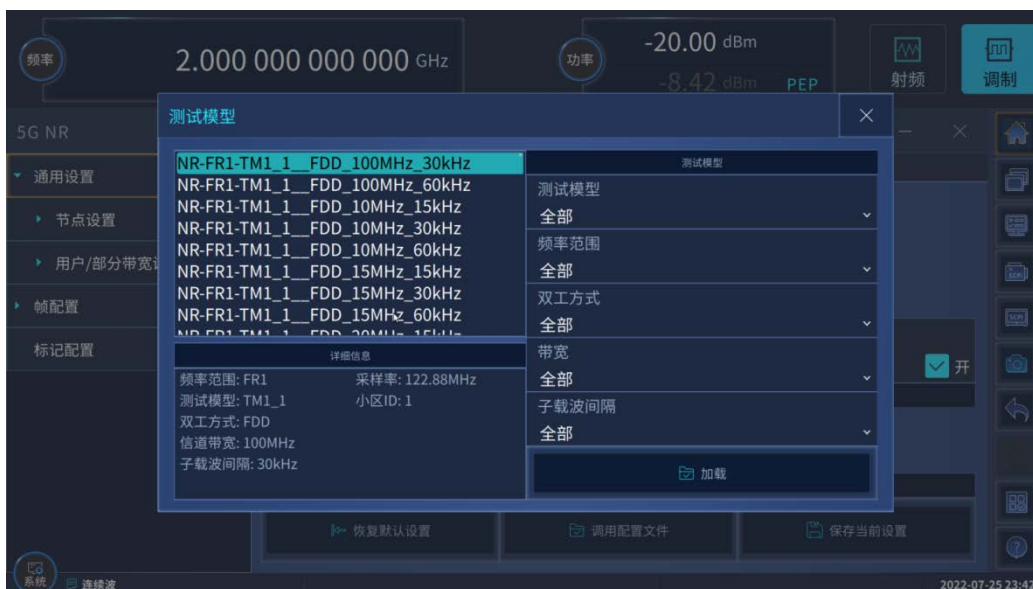 频率
2.000 000 000 000 GHz
功率
-20.00 dBm
-8.42 dBm PEP
射频
调制
5G NR
通用设置
节点设置
用户/部分带宽
帧配置
标记配置
测试模型
NR-FR1-TM1_1__FDD_100MHz_30kHz
NR-FR1-TM1_1__FDD_100MHz_60kHz
NR-FR1-TM1_1__FDD_10MHz_15kHz
NR-FR1-TM1_1__FDD_10MHz_30kHz
NR-FR1-TM1_1__FDD_10MHz_60kHz
NR-FR1-TM1_1__FDD_15MHz_15kHz
NR-FR1-TM1_1__FDD_15MHz_30kHz
NR-FR1-TM1_1__FDD_15MHz_60kHz
NR-FR1-TM1_1__FDD_20MHz_15kHz
详细信息
频率范围: FR1 采样率: 122.88MHz
测试模型: TM1_1 小区ID: 1
双工方式: FDD
信道带宽: 100MHz
子载波间隔: 30kHz
测试模型
测试模型
全部
频率范围
全部
双工方式
全部
带宽
全部
子载波间隔
全部
加载
开
恢复默认设置
调用配置文件
保存当前设置
系统
连续波
2022-07-25 23:42